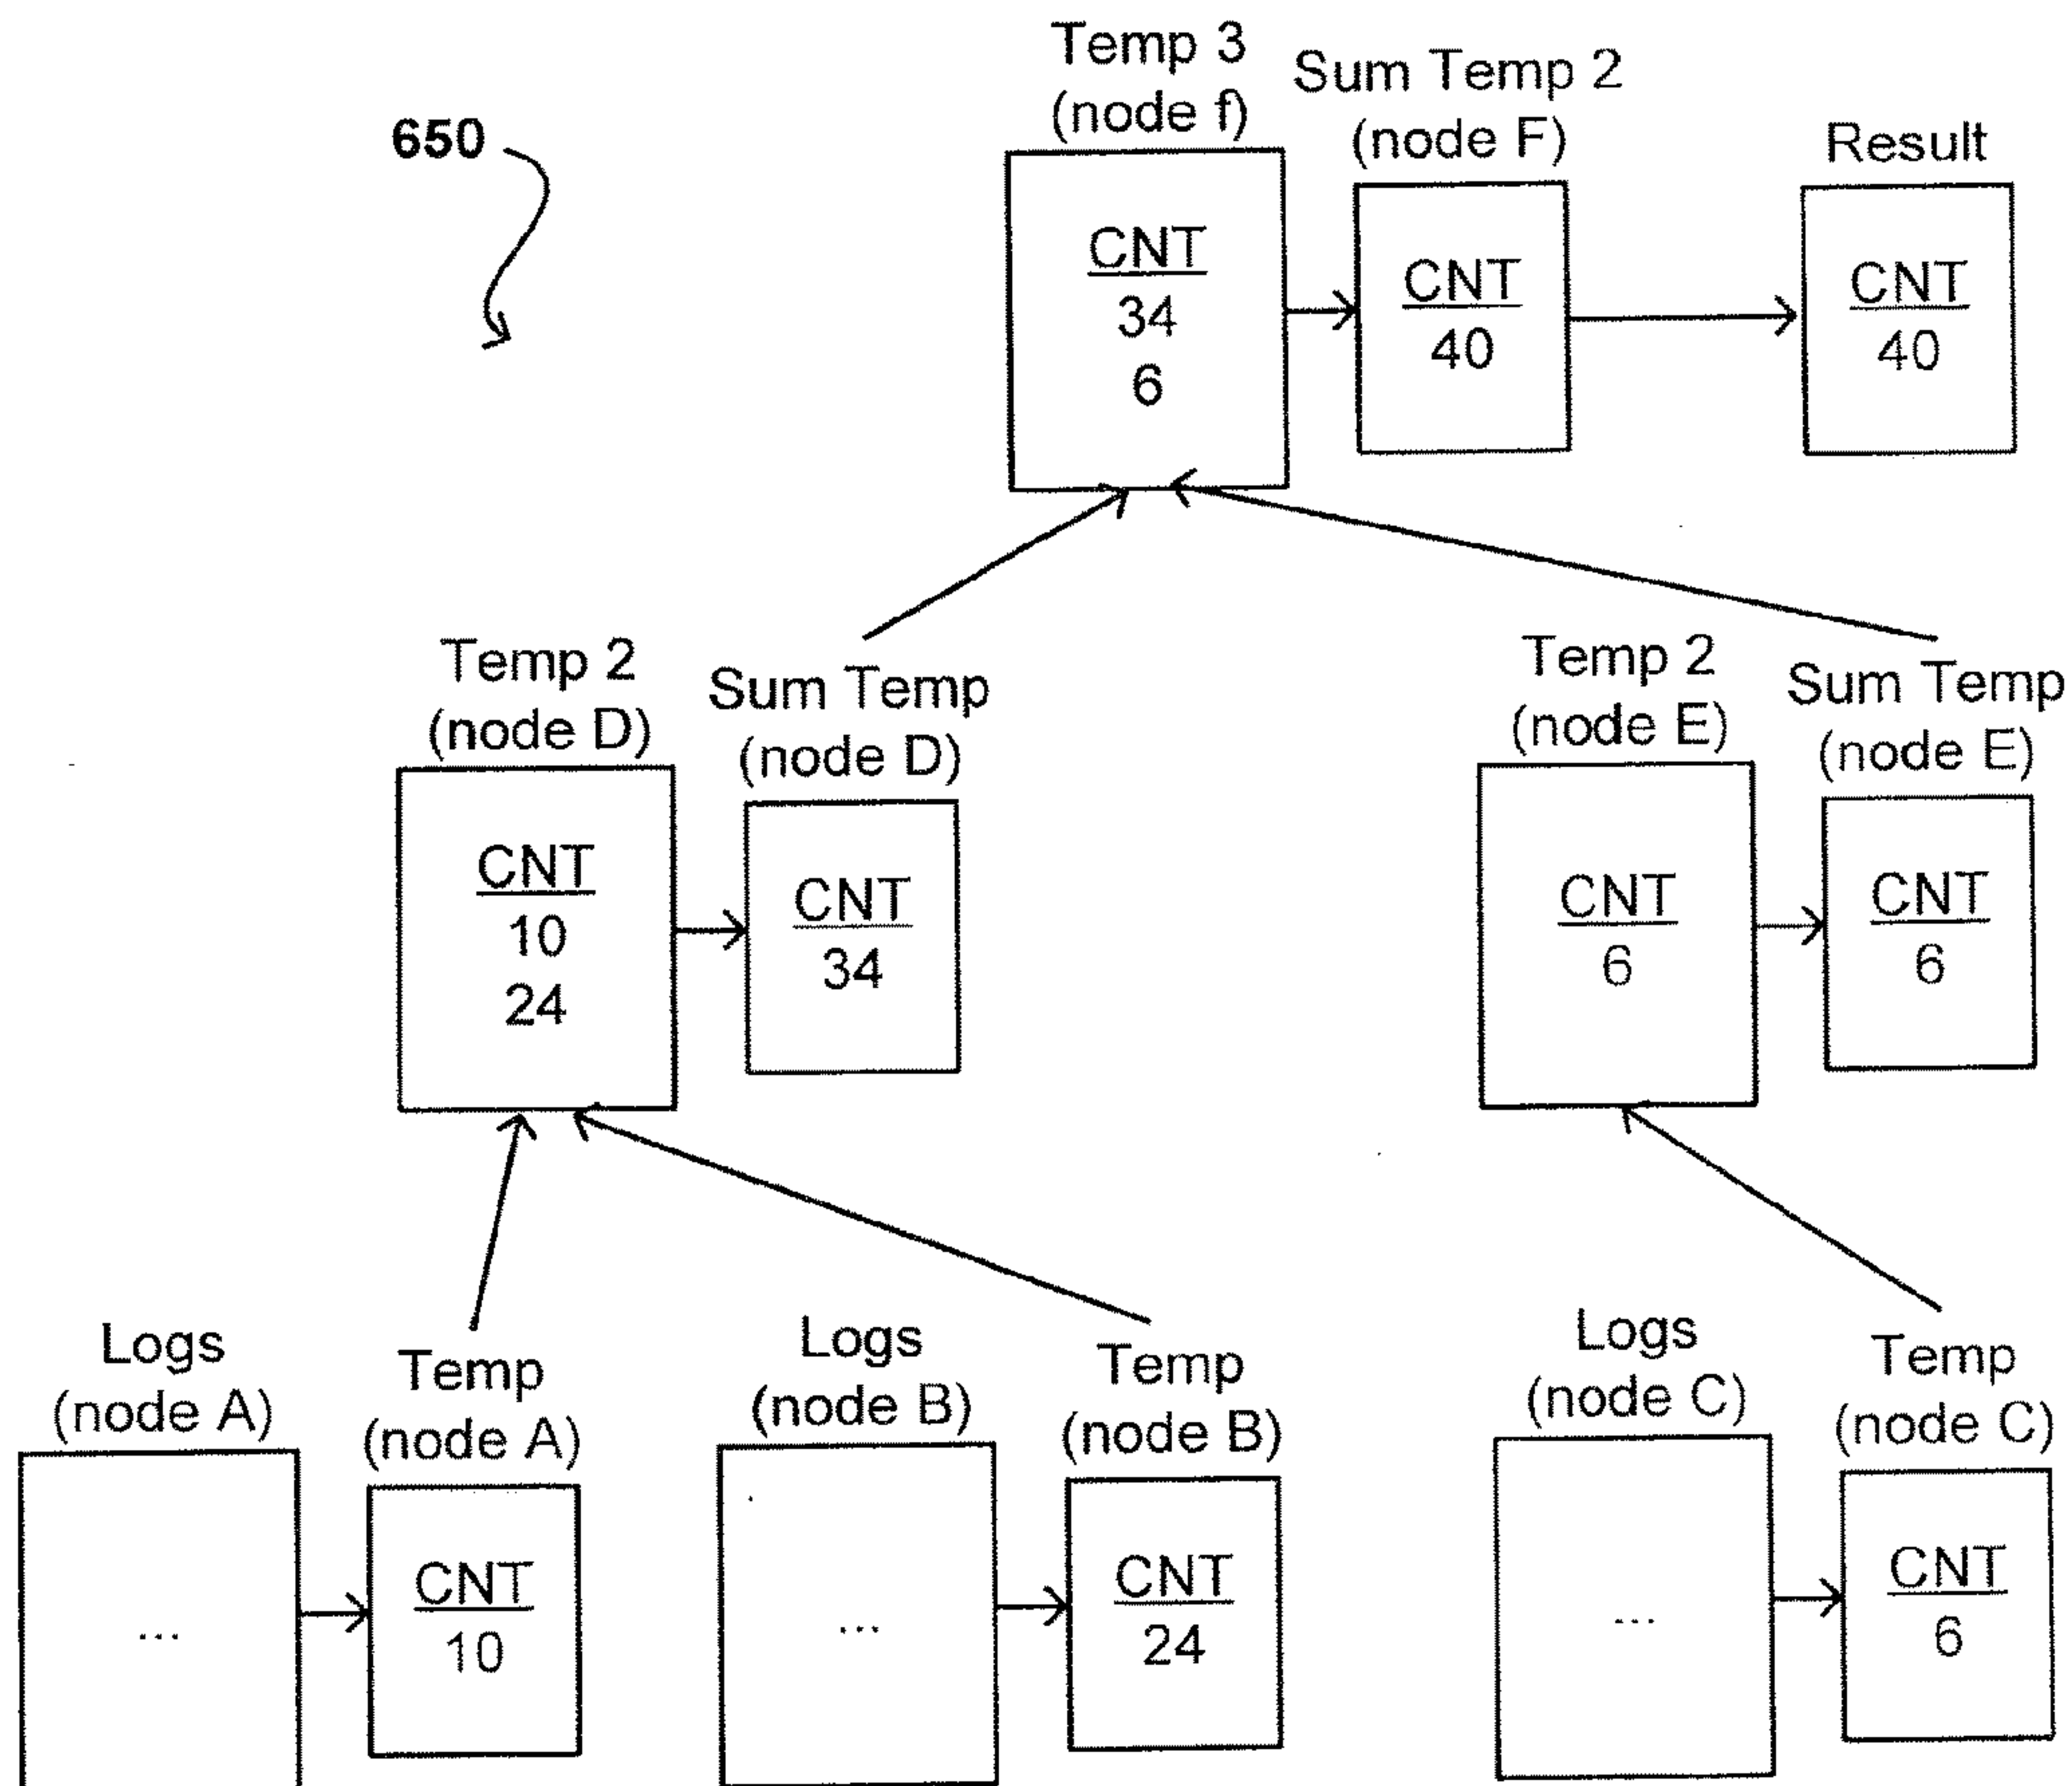 650
Temp 3
(node f)
CNT
34
6
Sum Temp 2
(node F)
CNT
40
Result
CNT
40
Temp 2
(node D)
CNT
10
24
Sum Temp
(node D)
CNT
34
Temp 2
(node E)
CNT
6
Sum Temp
(node E)
CNT
6
Logs
(node A)
...
Temp
(node A)
CNT
10
Logs
(node B)
...
Temp
(node B)
CNT
24
Logs
(node C)
...
Temp
(node C)
CNT
6